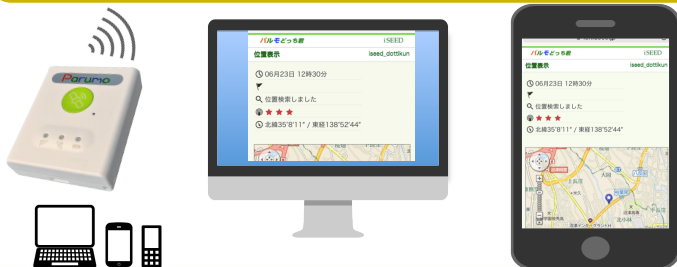 Parumo
パルモどっち君
iSEED
位置表示
iseed_dottikun
06月23日 12時30分
位置検索しました
★★★
北緯35°8'11" / 東経138°52'44"
パルモどっち君
iSEED
位置表示
iseed_dottikun
06月23日 12時30分
位置検索しました
★★★
北緯35°8'11" / 東経138°52'44"